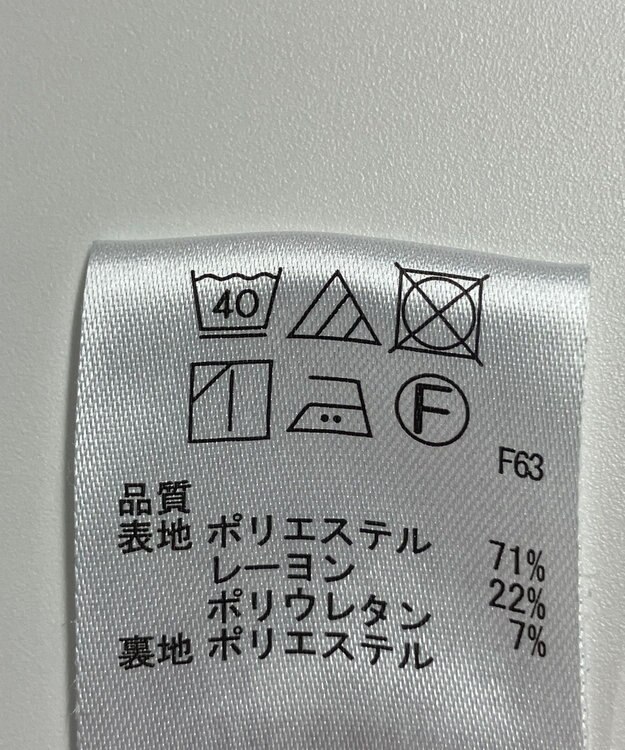 40
F
F63
品質
表地 ポリエステル 71%
レーヨン 22%
ポリウレタン 7%
裏地 ポリエステル